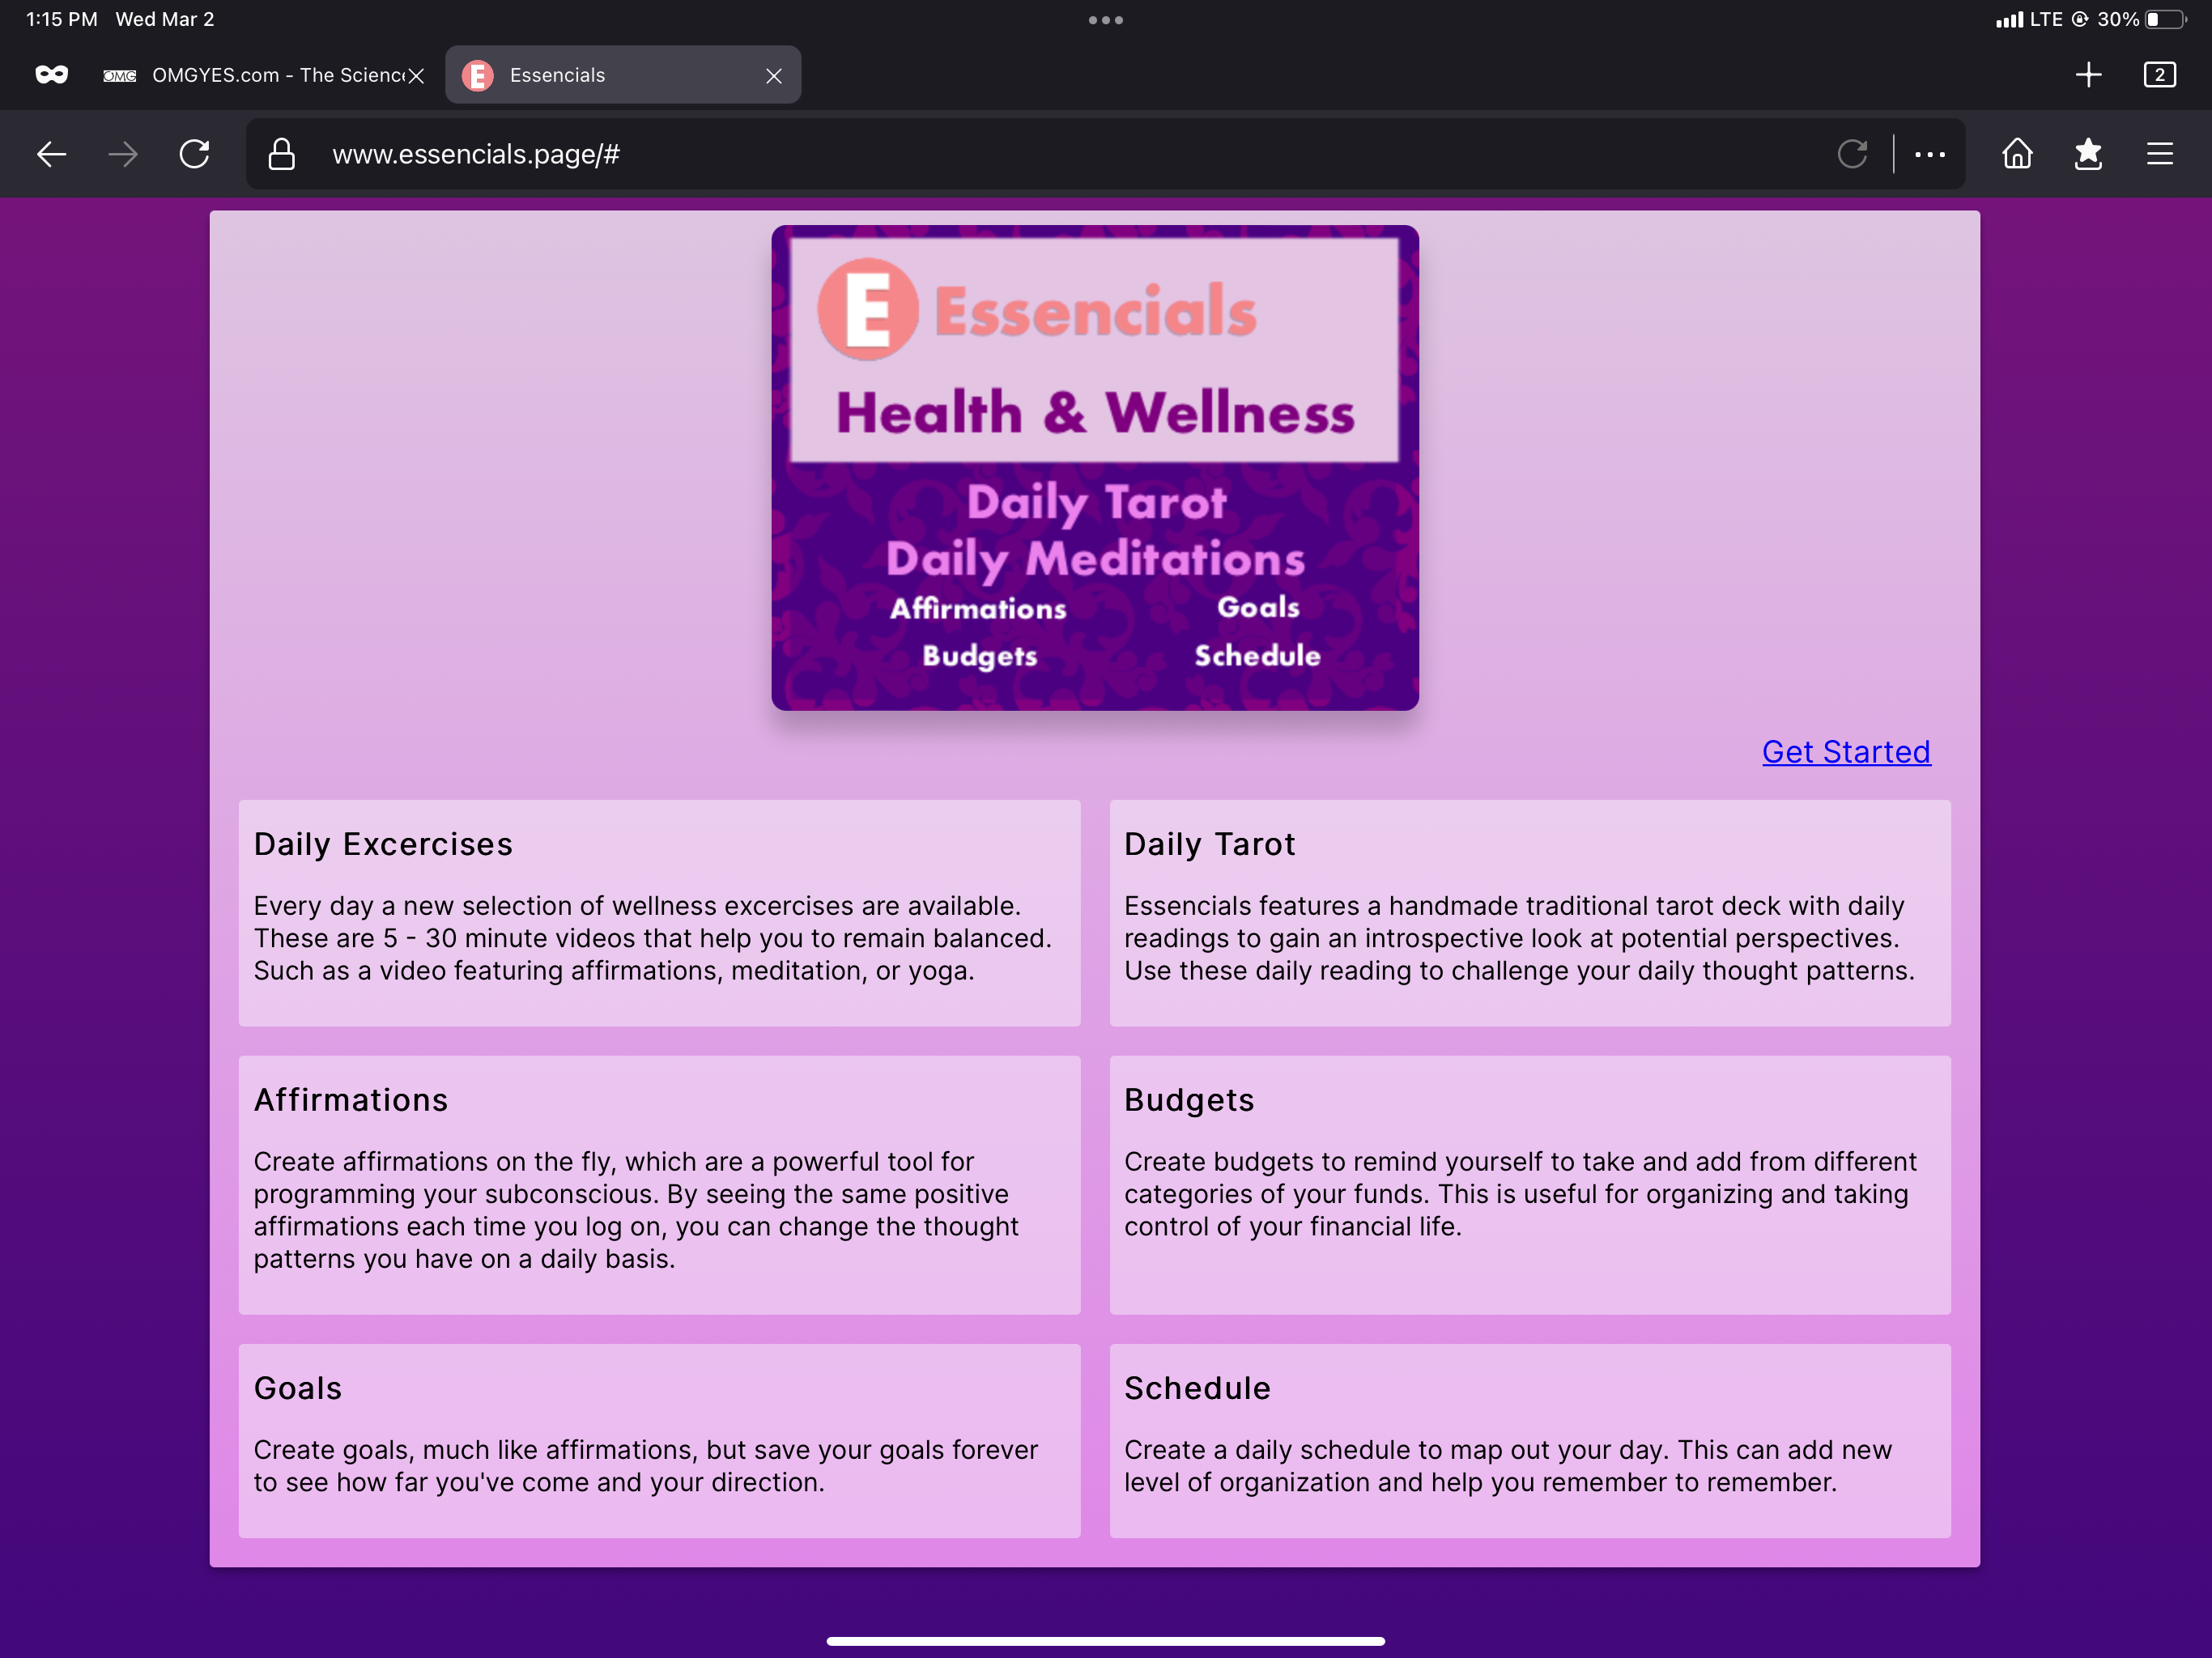 1:15 PM Wed Mar 2
LTE 30%
OMG OMGYES.com - The Science
E Essencials
2
www.essencials.page/#
E Essencials
Health & Wellness
Daily Tarot
Daily Meditations
Affirmations Goals
Budgets Schedule
Get Started
Daily Excercises
Every day a new selection of wellness excercises are available.
These are 5 - 30 minute videos that help you to remain balanced.
Such as a video featuring affirmations, meditation, or yoga.
Daily Tarot
Essencials features a handmade traditional tarot deck with daily
readings to gain an introspective look at potential perspectives.
Use these daily reading to challenge your daily thought patterns.
Affirmations
Create affirmations on the fly, which are a powerful tool for
programming your subconscious. By seeing the same positive
affirmations each time you log on, you can change the thought
patterns you have on a daily basis.
Budgets
Create budgets to remind yourself to take and add from different
categories of your funds. This is useful for organizing and taking
control of your financial life.
Goals
Create goals, much like affirmations, but save your goals forever
to see how far you've come and your direction.
Schedule
Create a daily schedule to map out your day. This can add new
level of organization and help you remember to remember.